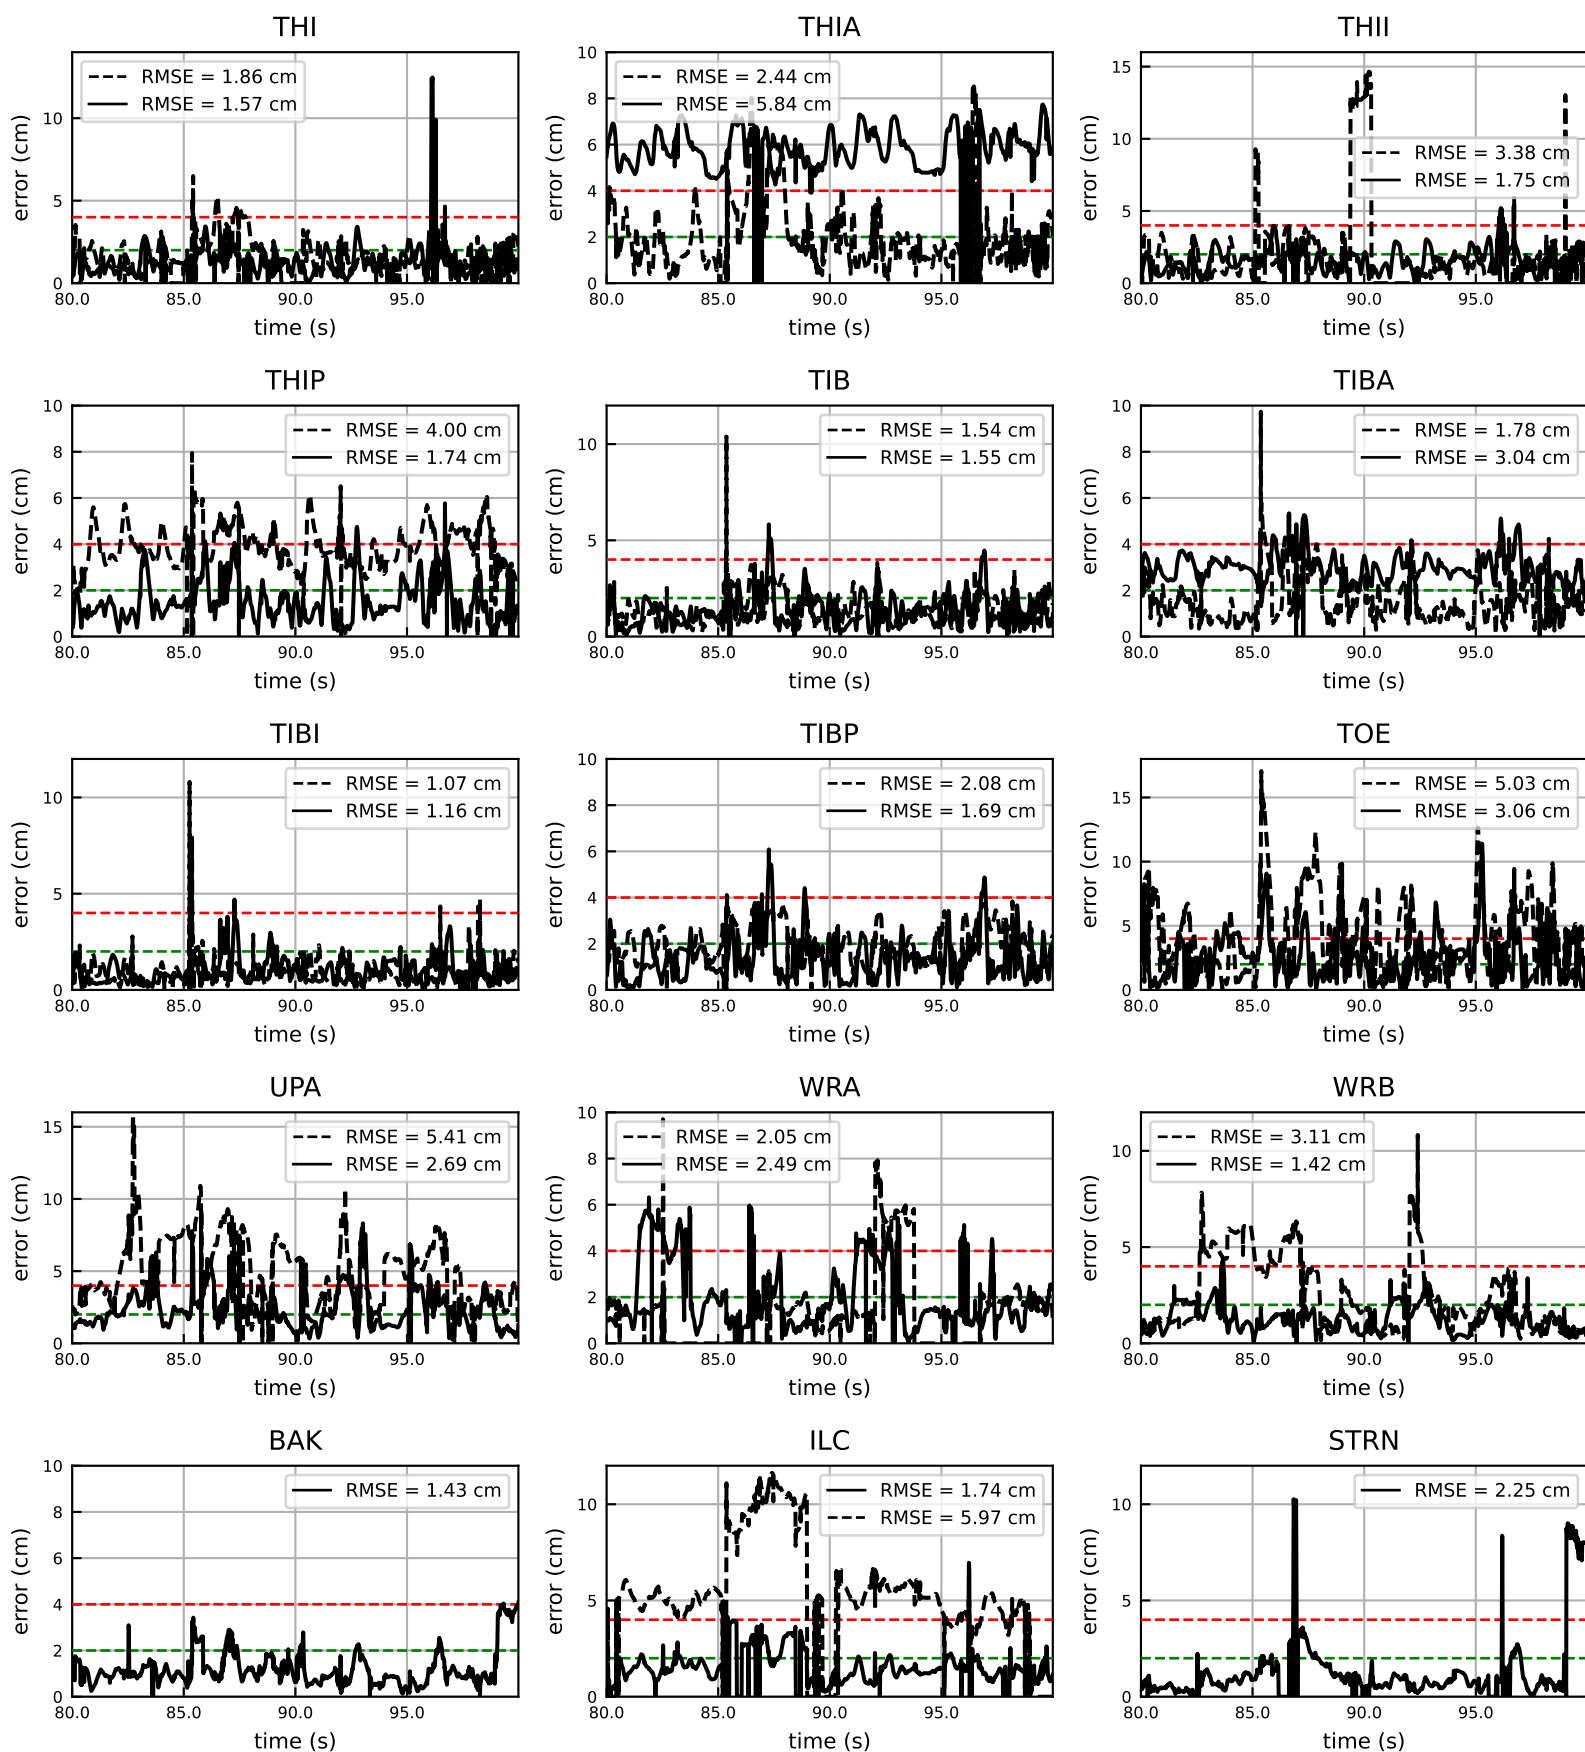 THI
RMSE = 1.86 cm
RMSE = 1.57 cm
error (cm)
10
5
0
80.0 85.0 90.0 95.0
time (s)
THIA
RMSE = 2.44 cm
RMSE = 5.84 cm
error (cm)
10
8
6
4
2
0
80.0 85.0 90.0 95.0
time (s)
THII
RMSE = 3.38 cm
RMSE = 1.75 cm
error (cm)
15
10
5
0
80.0 85.0 90.0 95.0
time (s)
THIP
RMSE = 4.00 cm
RMSE = 1.74 cm
error (cm)
10
8
6
4
2
0
80.0 85.0 90.0 95.0
time (s)
TIB
RMSE = 1.54 cm
RMSE = 1.55 cm
error (cm)
10
5
0
80.0 85.0 90.0 95.0
time (s)
TIBA
RMSE = 1.78 cm
RMSE = 3.04 cm
error (cm)
10
8
6
4
2
0
80.0 85.0 90.0 95.0
time (s)
TIBI
RMSE = 1.07 cm
RMSE = 1.16 cm
error (cm)
10
5
0
80.0 85.0 90.0 95.0
time (s)
TIBP
RMSE = 2.08 cm
RMSE = 1.69 cm
error (cm)
10
8
6
4
2
0
80.0 85.0 90.0 95.0
time (s)
TOE
RMSE = 5.03 cm
RMSE = 3.06 cm
error (cm)
15
10
5
0
80.0 85.0 90.0 95.0
time (s)
UPA
RMSE = 5.41 cm
RMSE = 2.69 cm
error (cm)
15
10
5
0
80.0 85.0 90.0 95.0
time (s)
WRA
RMSE = 2.05 cm
RMSE = 2.49 cm
error (cm)
10
8
6
4
2
0
80.0 85.0 90.0 95.0
time (s)
WRB
RMSE = 3.11 cm
RMSE = 1.42 cm
error (cm)
10
5
0
80.0 85.0 90.0 95.0
time (s)
BAK
RMSE = 1.43 cm
error (cm)
10
8
6
4
2
0
80.0 85.0 90.0 95.0
time (s)
ILC
RMSE = 1.74 cm
RMSE = 5.97 cm
error (cm)
10
5
0
80.0 85.0 90.0 95.0
time (s)
STRN
RMSE = 2.25 cm
error (cm)
10
5
0
80.0 85.0 90.0 95.0
time (s)